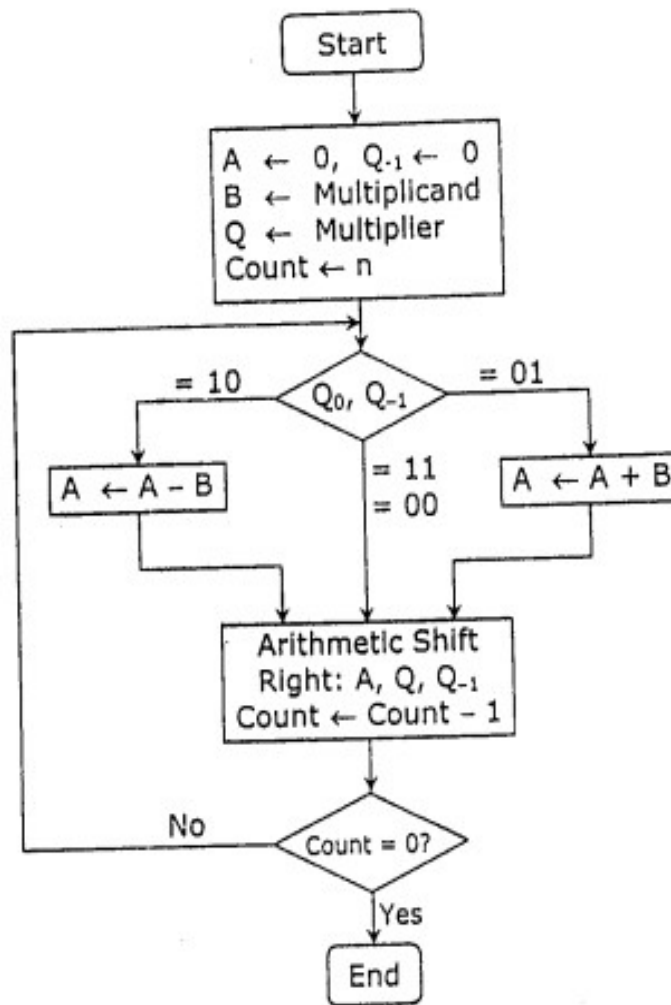 Start
A ← 0, Q₋₁ ← 0
B ← Multiplicand
Q ← Multiplier
Count ← n
= 10
Q₀, Q₋₁
= 01
A ← A – B
= 11
= 00
A ← A + B
Arithmetic Shift
Right: A, Q, Q₋₁
Count ← Count – 1
No
Count = 0?
Yes
End